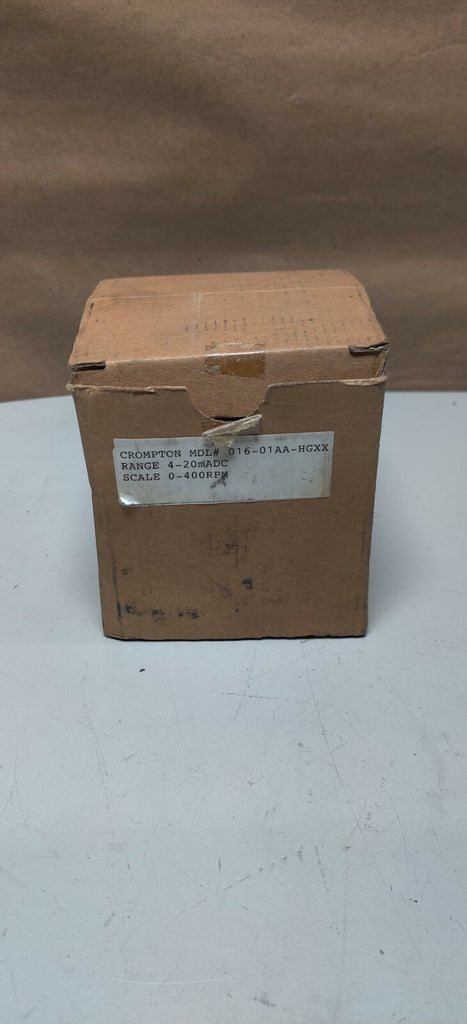 CROMPTON MDL# 016-01AA-HGXX
RANGE 4-20mADC
SCALE 0-400RPM